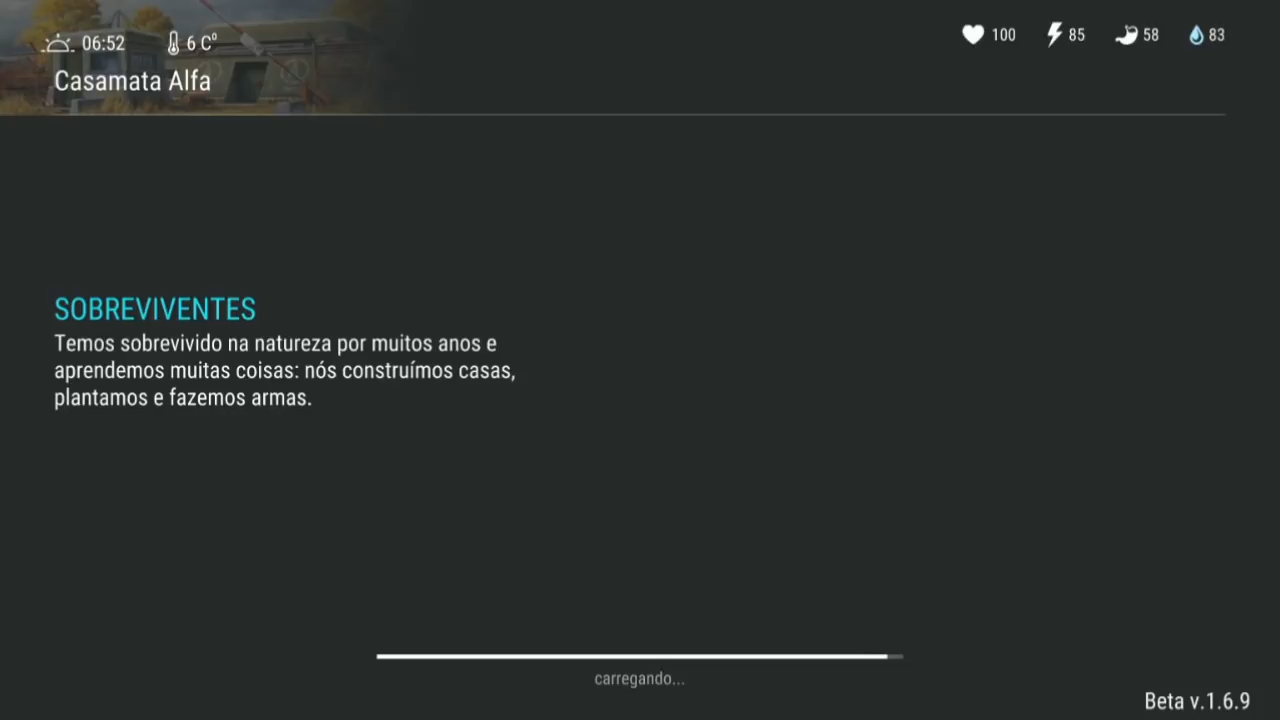 06:52 6 Cº 100 85 58 83
Casamata Alfa
SOBREVIVENTES
Temos sobrevivido na natureza por muitos anos e
aprendemos muitas coisas: nós construímos casas,
plantamos e fazemos armas.
carregando...
Beta v.1.6.9